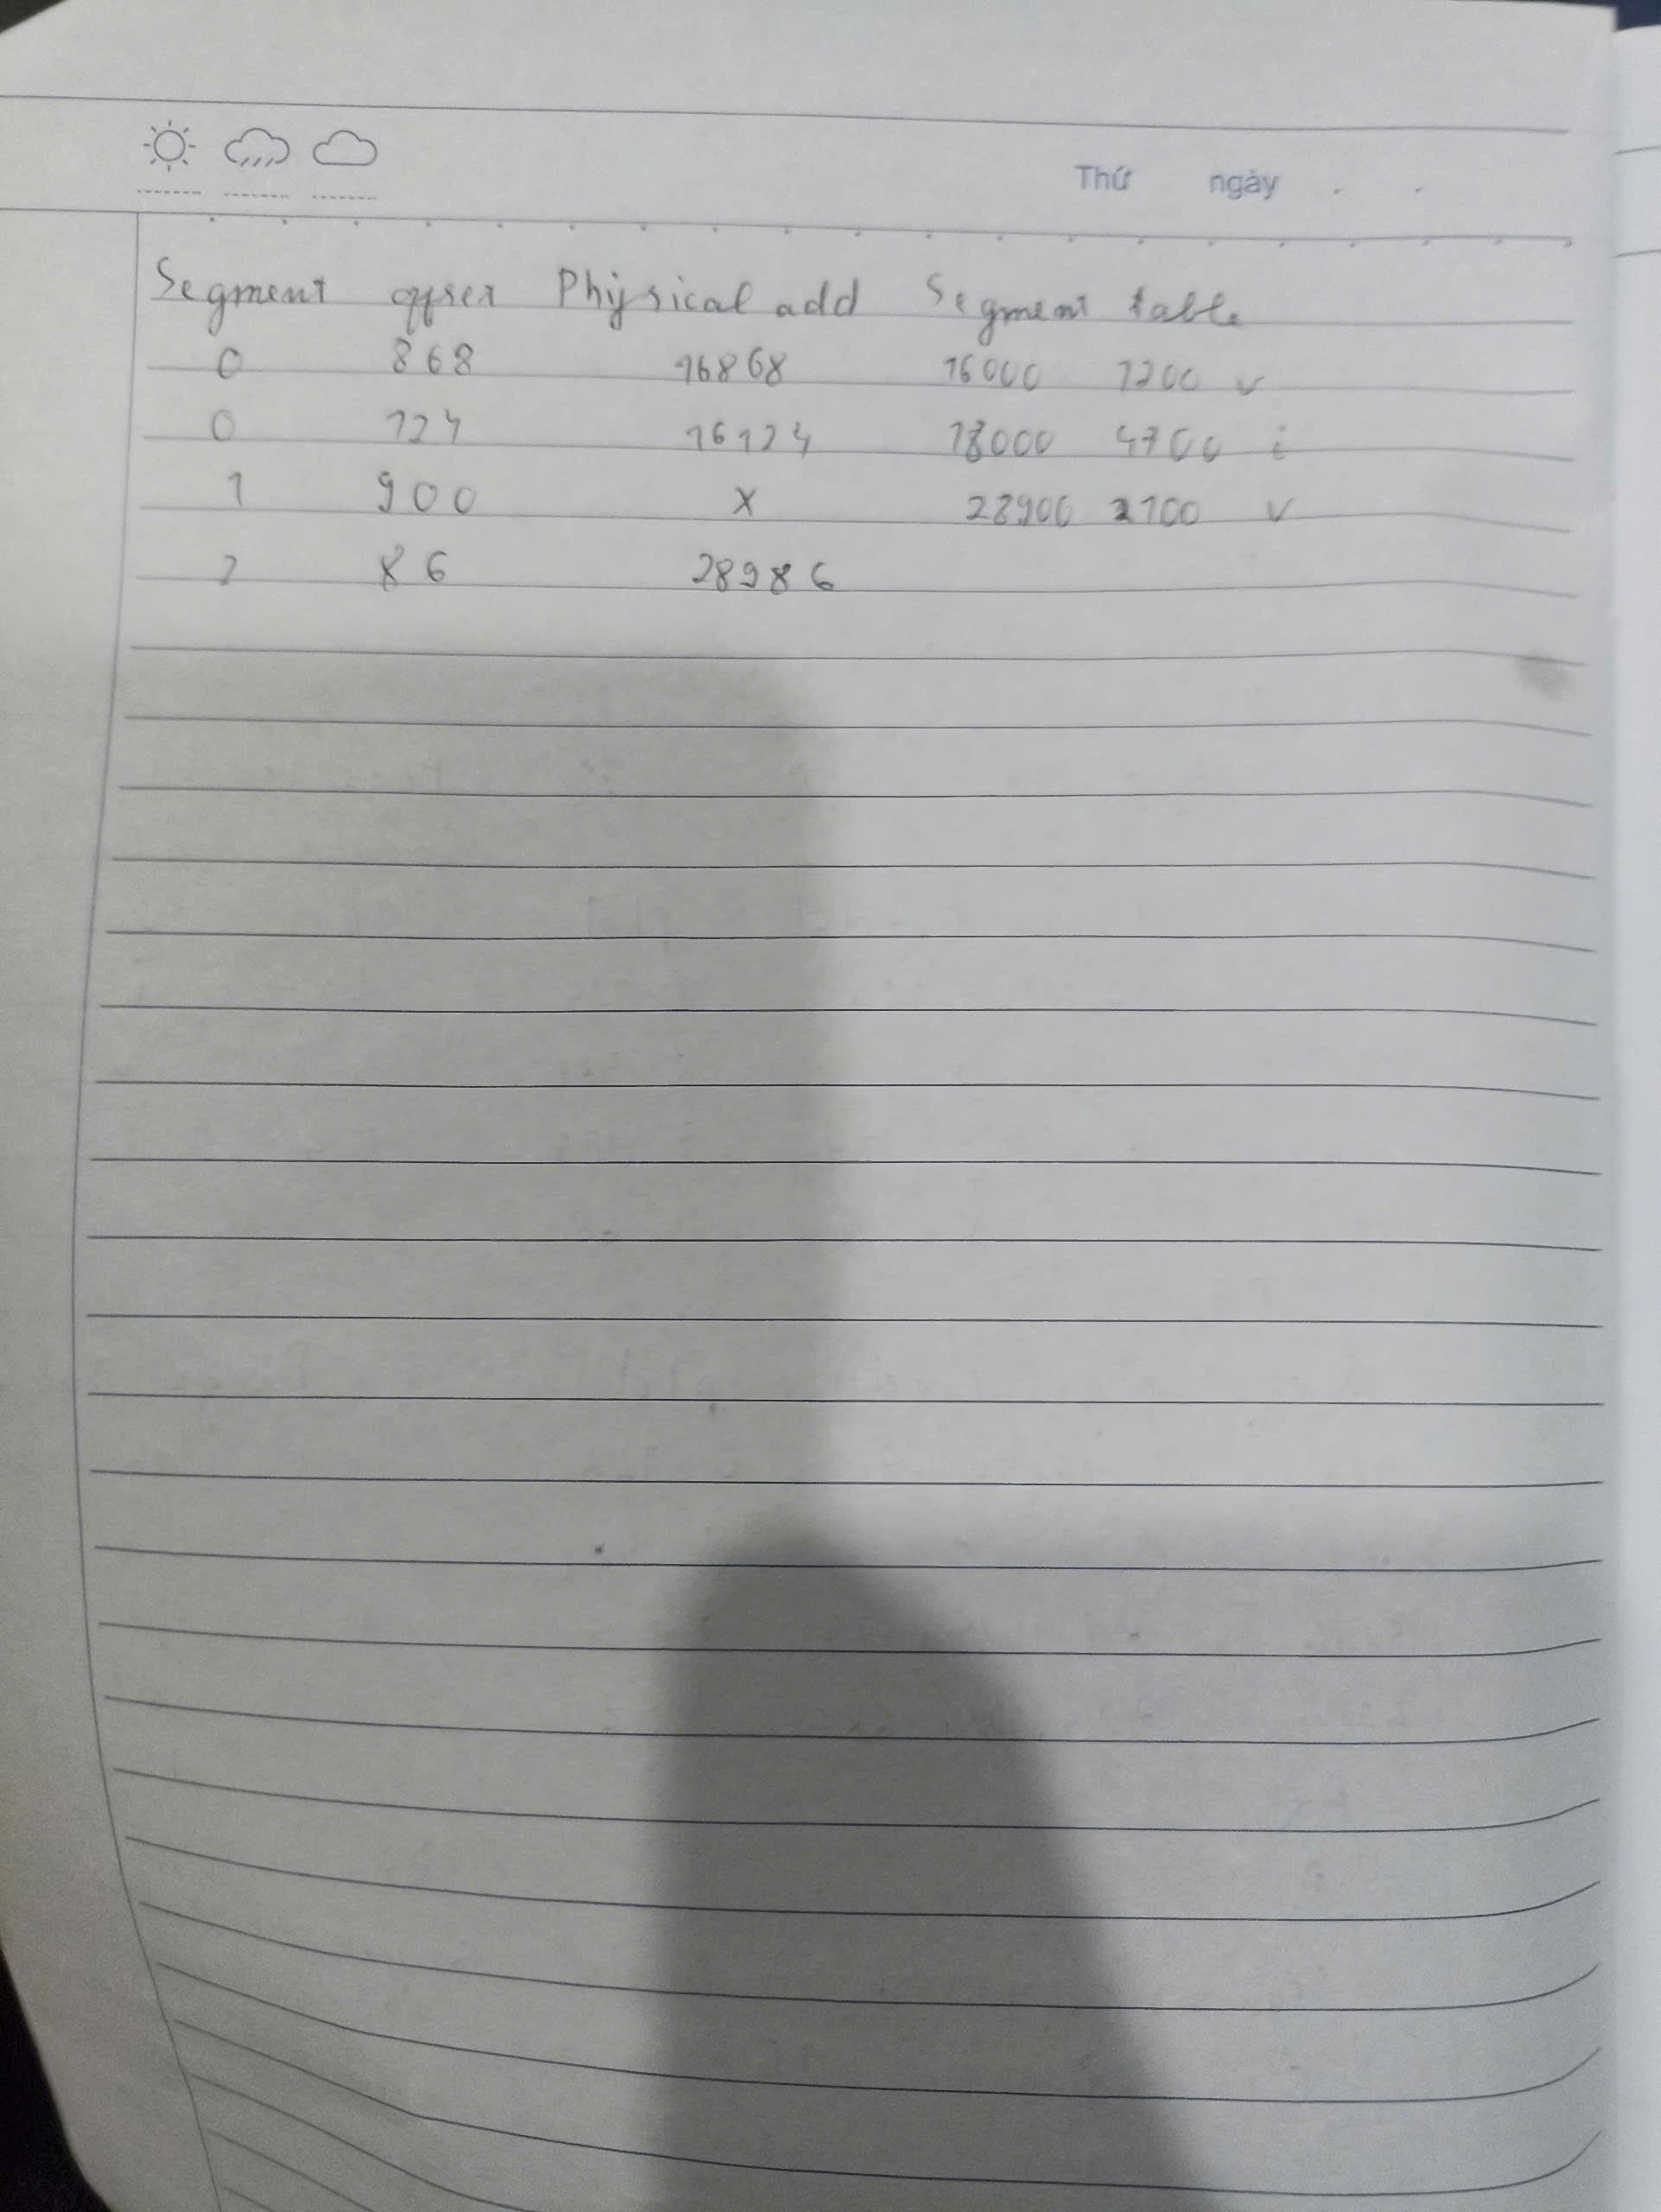 Thứ ngày . .
Segment offset Physical add Segment table
0 868 16868 16000 1200 v
0 124 16124 18000 4700 i
1 900 X 28900 2100 v
2 86 28986